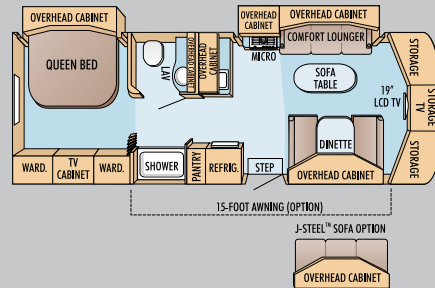 OVERHEAD CABINET
QUEEN BED
WARD.
TV
CABINET
WARD.
LAV
OVERHEAD CABINET
OVERHEAD
CABINET
SHOWER
PANTRY
REFRIG.
OVERHEAD
CABINET
MICRO
OVERHEAD CABINET
COMFORT LOUNGER
SOFA
TABLE
19"
LCD TV
STORAGE
STORAGE
TV
STORAGE
DINETTE
STEP
OVERHEAD CABINET
15-FOOT AWNING (OPTION)
J-STEEL™ SOFA OPTION
OVERHEAD CABINET